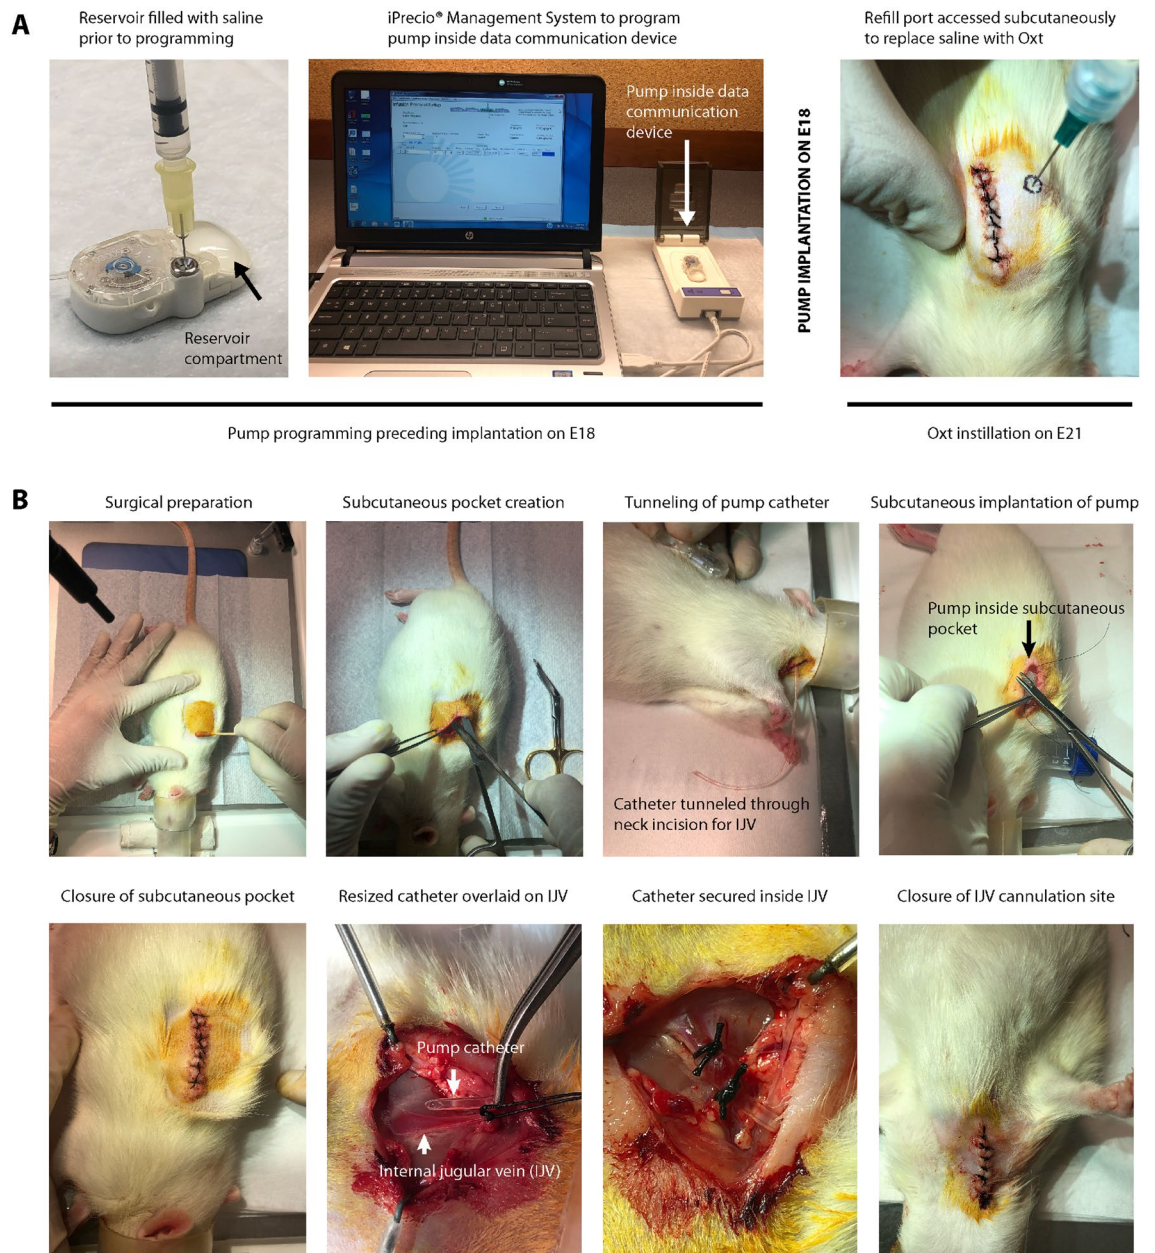 A
Reservoir filled with saline
prior to programming
iPrecio® Management System to program
pump inside data communication device
Refill port accessed subcutaneously
to replace saline with Oxt
Pump inside data
communication
device
Reservoir
compartment
hp
PUMP IMPLANTATION ON E18
Pump programming preceding implantation on E18
Oxt instillation on E21
B
Surgical preparation
Subcutaneous pocket creation
Tunneling of pump catheter
Subcutaneous implantation of pump
Pump inside subcutaneous
pocket
Catheter tunneled through
neck incision for IJV
Closure of subcutaneous pocket
Resized catheter overlaid on IJV
Catheter secured inside IJV
Closure of IJV cannulation site
Pump catheter
Internal jugular vein (IJV)